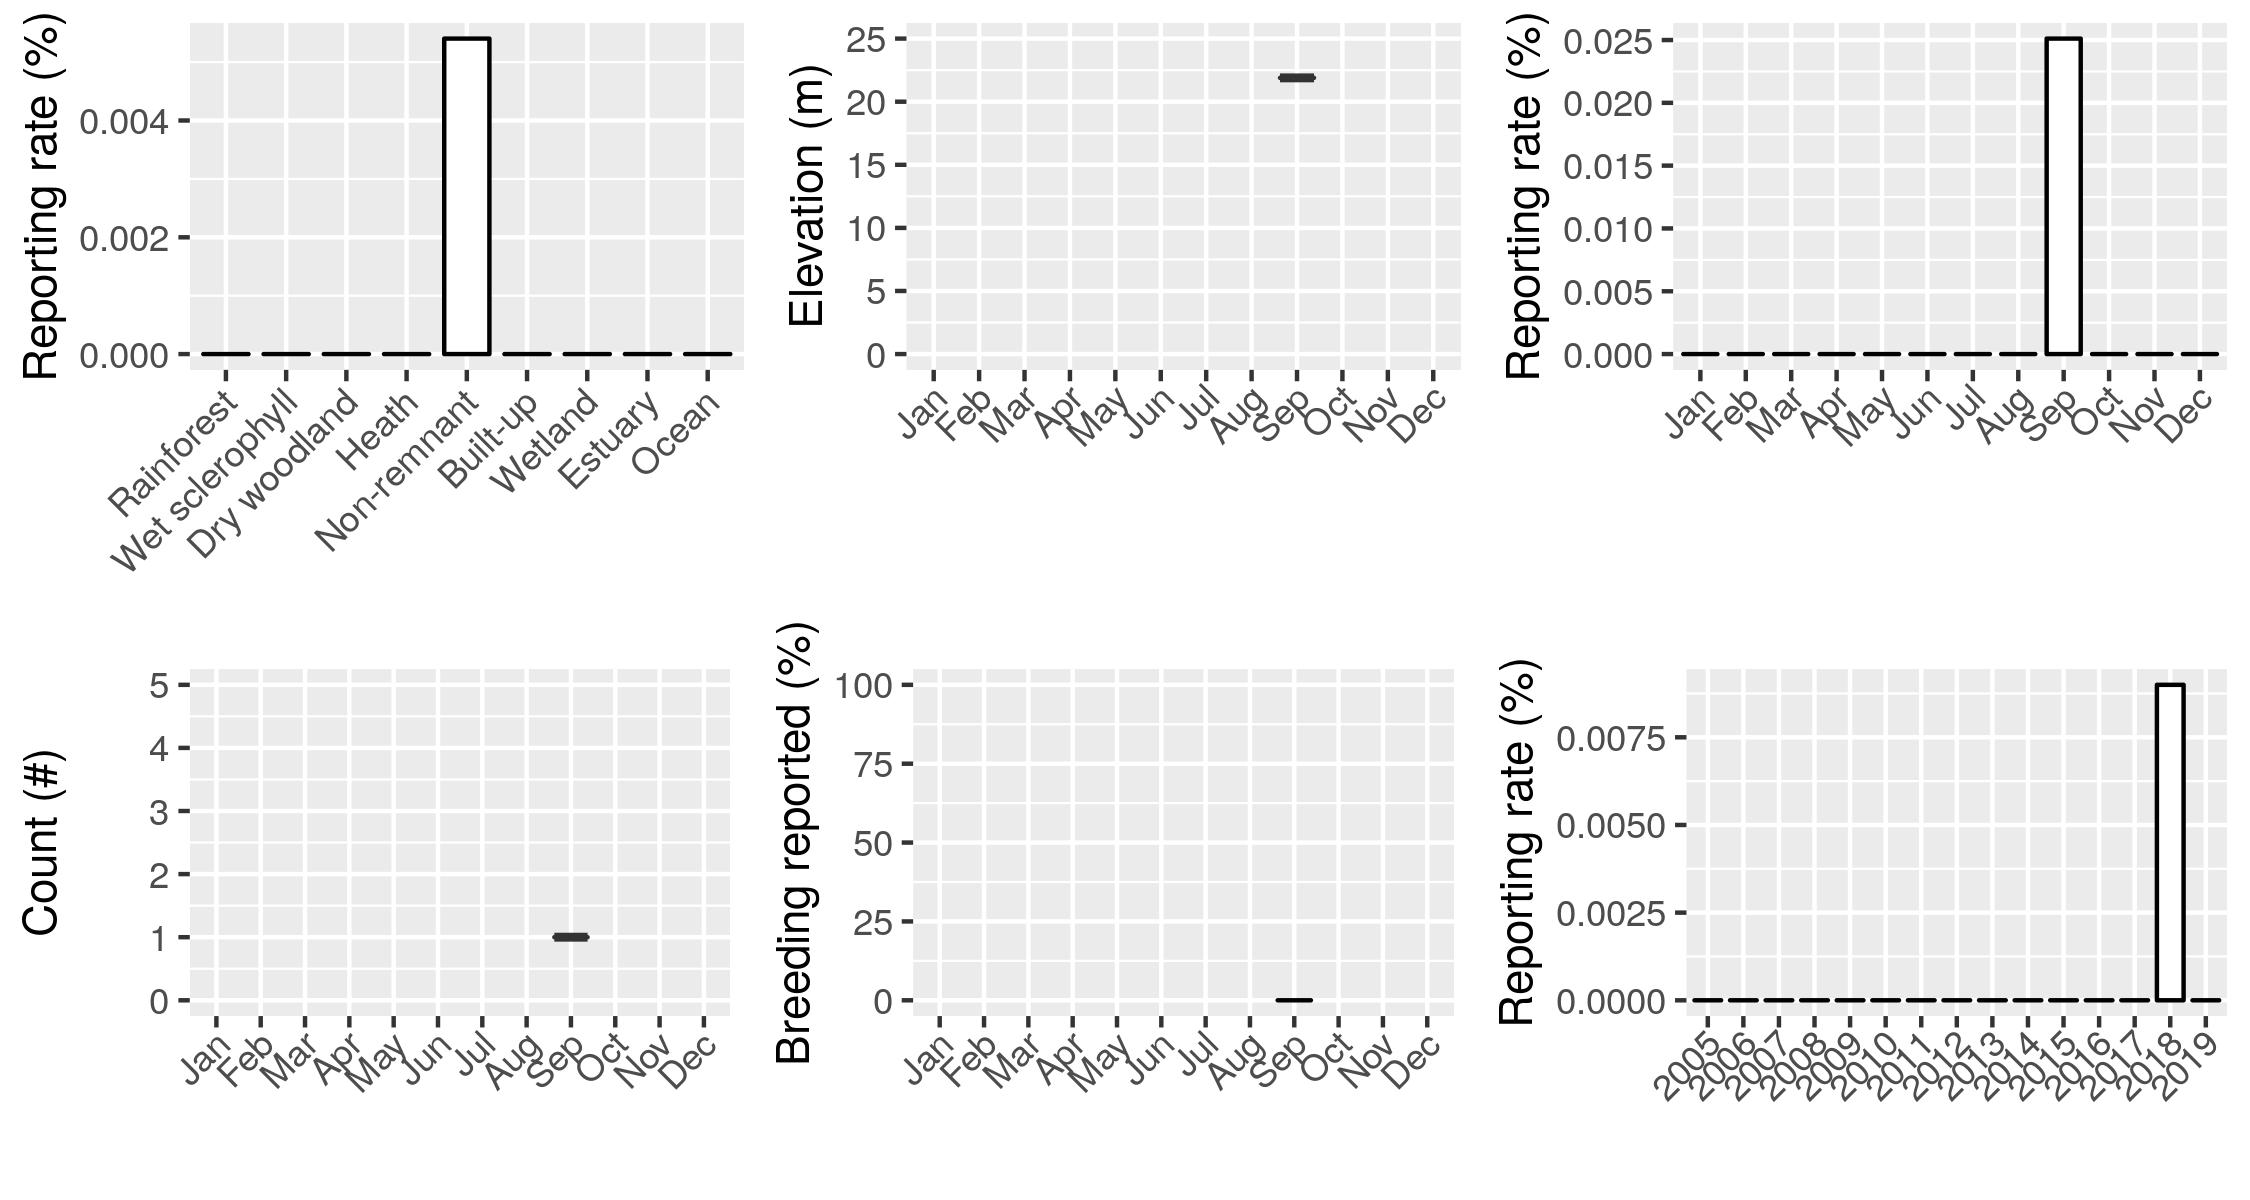 Reporting rate (%)
0.004
0.002
0.000
Rainforest
Wet sclerophyll
Dry woodland
Heath
Non-remnant
Built-up
Wetland
Estuary
Ocean
Elevation (m)
25
20
15
10
5
0
Jan
Feb
Mar
Apr
May
Jun
Jul
Aug
Sep
Oct
Nov
Dec
Reporting rate (%)
0.025
0.020
0.015
0.010
0.005
0.000
Jan
Feb
Mar
Apr
May
Jun
Jul
Aug
Sep
Oct
Nov
Dec
Count (#)
5
4
3
2
1
0
Jan
Feb
Mar
Apr
May
Jun
Jul
Aug
Sep
Oct
Nov
Dec
Breeding reported (%)
100
75
50
25
0
Jan
Feb
Mar
Apr
May
Jun
Jul
Aug
Sep
Oct
Nov
Dec
Reporting rate (%)
0.0075
0.0050
0.0025
0.0000
2005
2006
2007
2008
2009
2010
2011
2012
2013
2014
2015
2016
2017
2018
2019